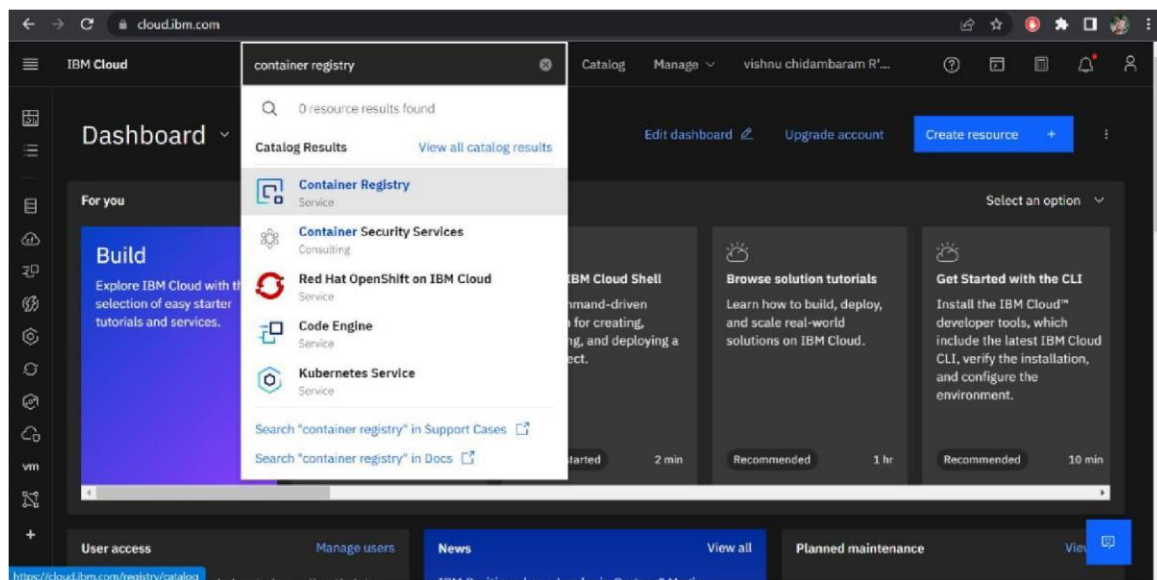 cloud.ibm.com
IBM Cloud
container registry
Catalog
Manage
vishnu chidambaram R'...
0 resource results found
Dashboard
Edit dashboard
Upgrade account
Create resource +
Catalog Results
View all catalog results
For you
Container Registry
Service
Select an option
Container Security Services
Consulting
Build
Explore IBM Cloud with
selection of easy starter
tutorials and services.
Red Hat OpenShift on IBM Cloud
Service
Code Engine
Service
Kubernetes Service
Service
Search "container registry" in Support Cases
Search "container registry" in Docs
IBM Cloud Shell
for creating,
and deploying a
2 min
Browse solution tutorials
Learn how to build, deploy,
and scale real-world
solutions on IBM Cloud.
Recommended
1 hr
Get Started with the CLI
Install the IBM Cloud™
developer tools, which
include the latest IBM Cloud
CLI, verify the installation,
and configure the
environment.
Recommended
10 min
vm
User access
Manage users
News
View all
Planned maintenance
https://cloud.ibm.com/registry/catalog